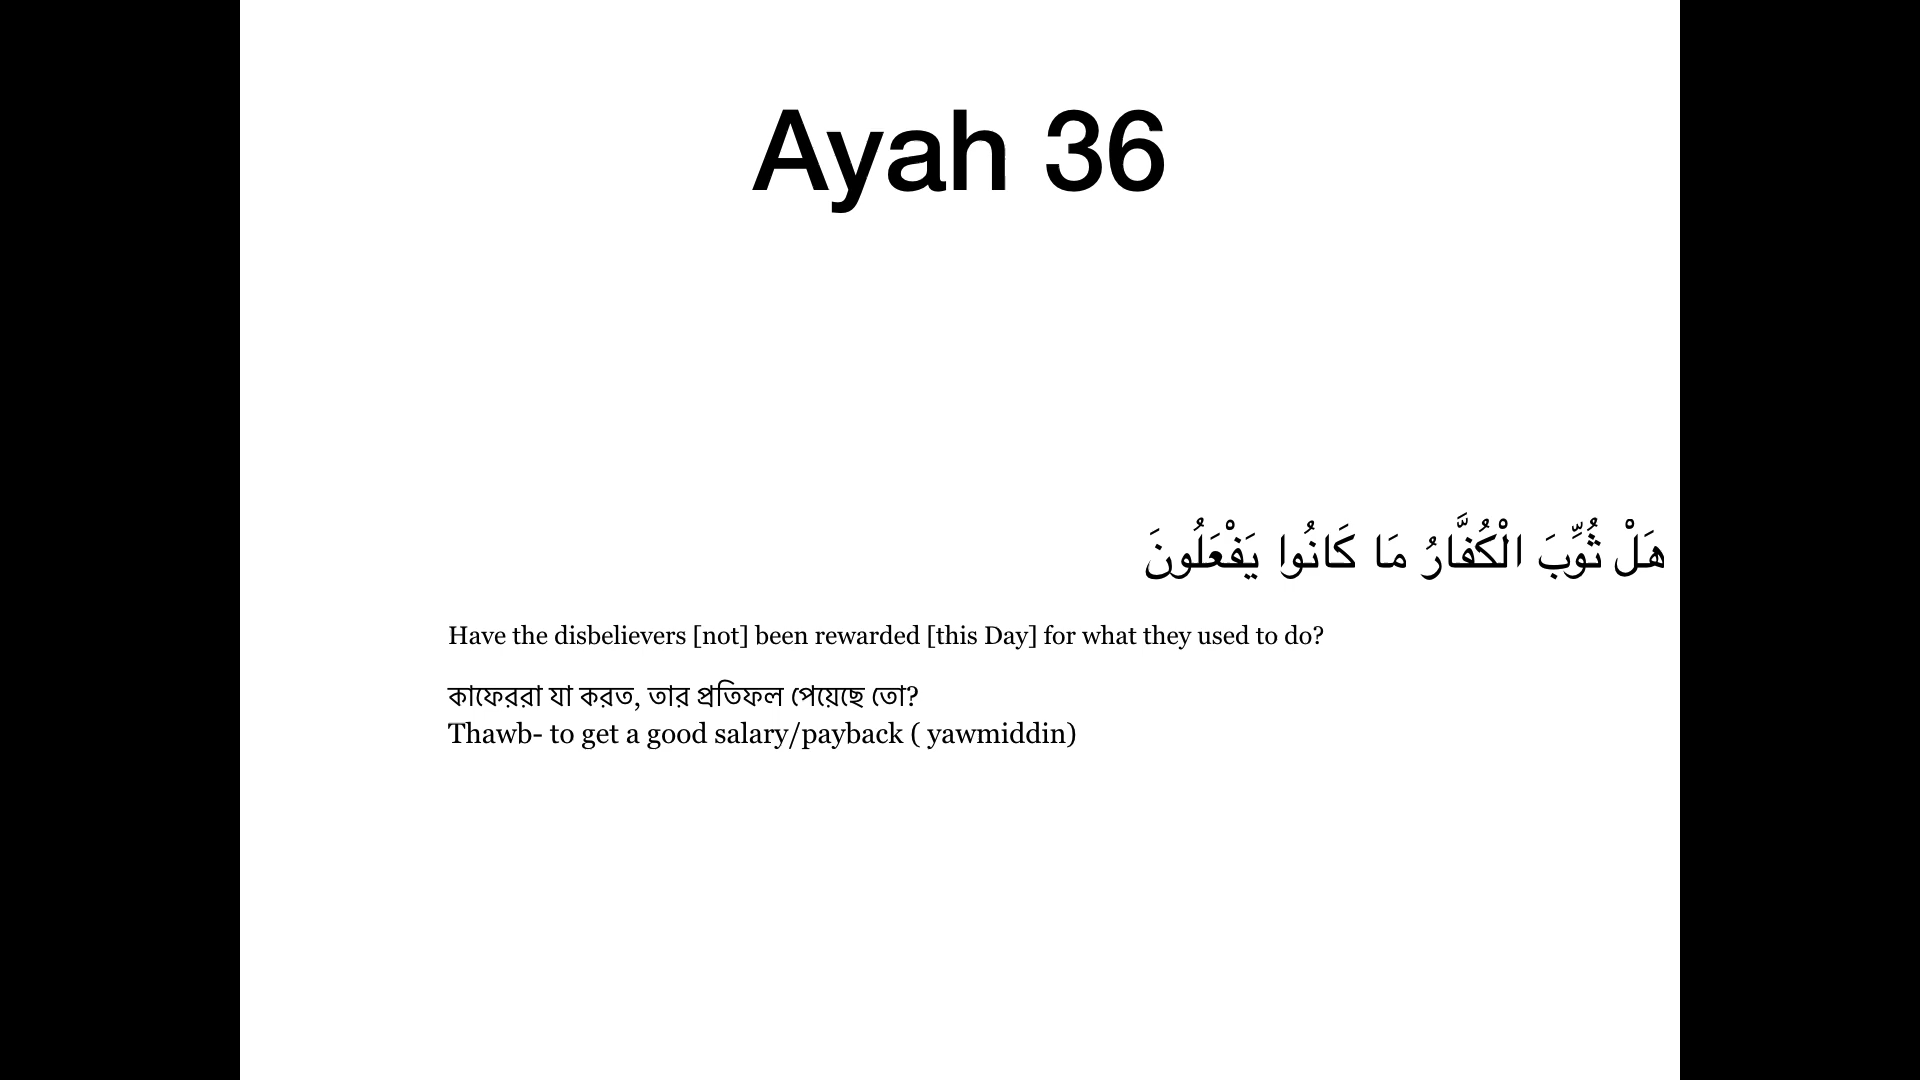 Ayah 36
هَلْ ثُوِّبَ الْكُفَّارُ مَا كَانُوا يَفْعَلُونَ
Have the disbelievers [not] been rewarded [this Day] for what they used to do?
কাফেররা যা করত, তার প্রতিফল পেয়েছে তো?
Thawb- to get a good salary/payback ( yawmiddin)